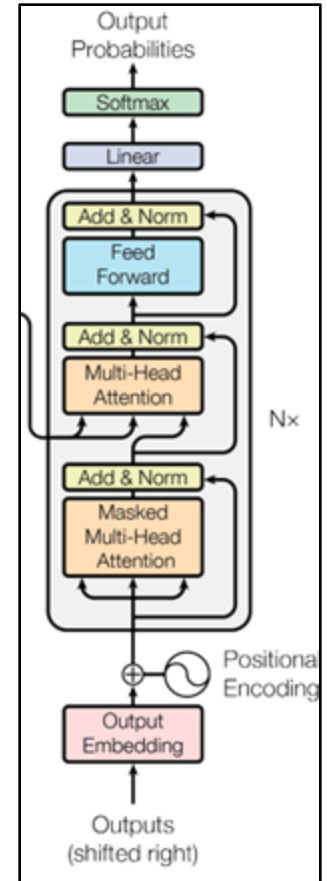 Output
Probabilities
Softmax
Linear
Add & Norm
Feed
Forward
Add & Norm
Multi-Head
Attention
Nx
Add & Norm
Masked
Multi-Head
Attention
Positional
Encoding
Output
Embedding
Outputs
(shifted right)